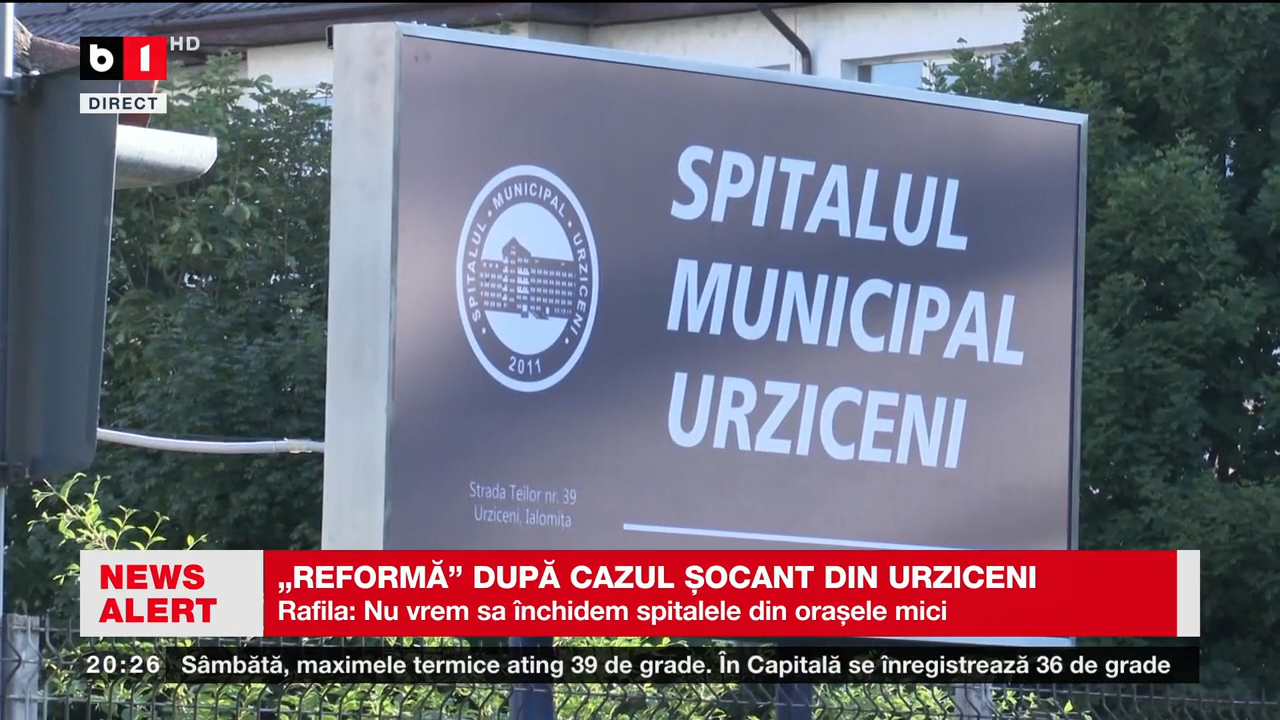 b1 HD
DIRECT
SPITALUL MUNICIPAL URZICENI
2011
SPITALUL
MUNICIPAL
URZICENI
Strada Teilor nr. 39
Urziceni, Ialomița
NEWS
ALERT
„REFORMĂ” DUPĂ CAZUL ȘOCANT DIN URZICENI
Rafila: Nu vrem sa închidem spitalele din orașele mici
20:26 Sâmbătă, maximele termice ating 39 de grade. În Capitală se înregistrează 36 de grade